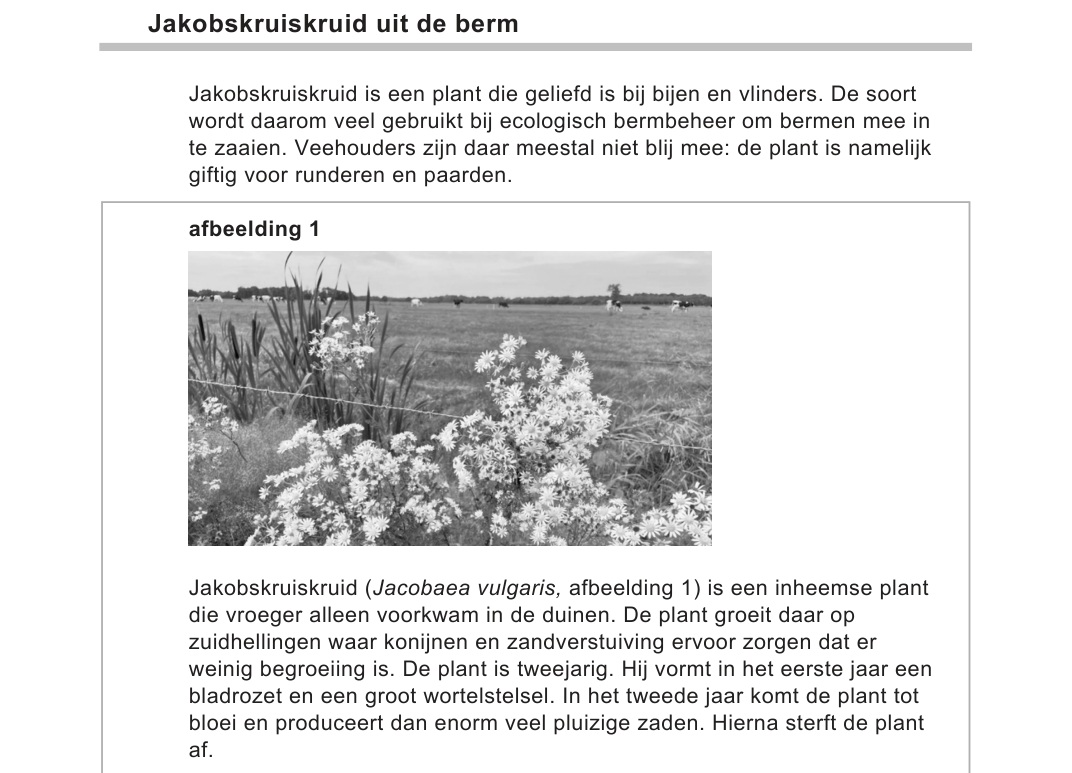 Jakobskruiskruid uit de berm
Jakobskruiskruid is een plant die geliefd is bij bijen en vlinders. De soort
wordt daarom veel gebruikt bij ecologisch bermbeheer om bermen mee in
te zaaien. Veehouders zijn daar meestal niet blij mee: de plant is namelijk
giftig voor runderen en paarden.
afbeelding 1
Jakobskruiskruid (Jacobaea vulgaris, afbeelding 1) is een inheemse plant
die vroeger alleen voorkwam in de duinen. De plant groeit daar op
zuidhellingen waar konijnen en zandverstuiving ervoor zorgen dat er
weinig begroeiing is. De plant is tweejarig. Hij vormt in het eerste jaar een
bladrozet en een groot wortelstelsel. In het tweede jaar komt de plant tot
bloei en produceert dan enorm veel pluizige zaden. Hierna sterft de plant
af.